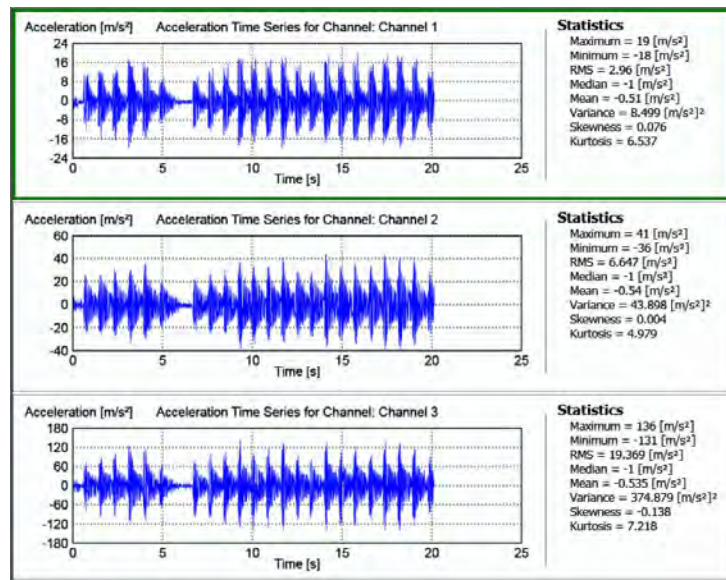 Acceleration [m/s²] Acceleration Time Series for Channel: Channel 1
24
16
8
0
-8
-16
-24
0 5 10 15 20 25
Time [s]
Statistics
Maximum = 19 [m/s²]
Minimum = -18 [m/s²]
RMS = 2.96 [m/s²]
Median = -1 [m/s²]
Mean = -0.51 [m/s²]
Variance = 8.499 [m/s²]²
Skewness = 0.076
Kurtosis = 6.537
Acceleration [m/s²] Acceleration Time Series for Channel: Channel 2
60
40
20
0
-20
-40
0 5 10 15 20 25
Time [s]
Statistics
Maximum = 41 [m/s²]
Minimum = -36 [m/s²]
RMS = 6.647 [m/s²]
Median = -1 [m/s²]
Mean = -0.54 [m/s²]
Variance = 43.898 [m/s²]²
Skewness = 0.004
Kurtosis = 4.979
Acceleration [m/s²] Acceleration Time Series for Channel: Channel 3
180
120
60
0
-60
-120
-180
0 5 10 15 20 25
Time [s]
Statistics
Maximum = 136 [m/s²]
Minimum = -131 [m/s²]
RMS = 19.369 [m/s²]
Median = -1 [m/s²]
Mean = -0.535 [m/s²]
Variance = 374.879 [m/s²]²
Skewness = -0.138
Kurtosis = 7.218